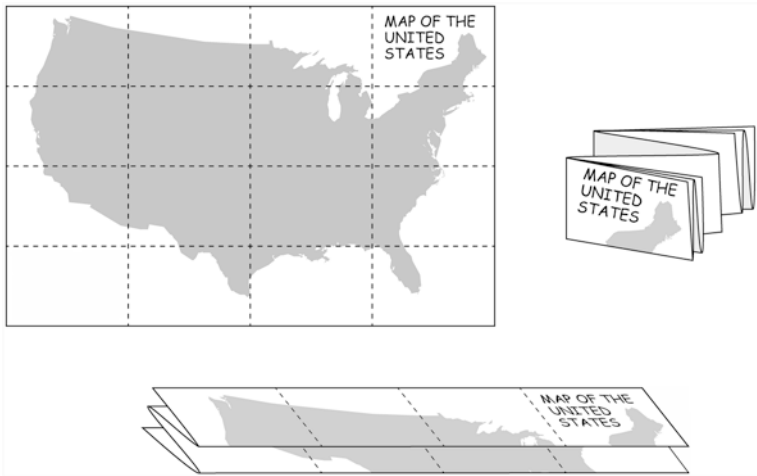 MAP OF THE
UNITED
STATES
MAP OF THE
UNITED
STATES
MAP OF THE
UNITED
STATES